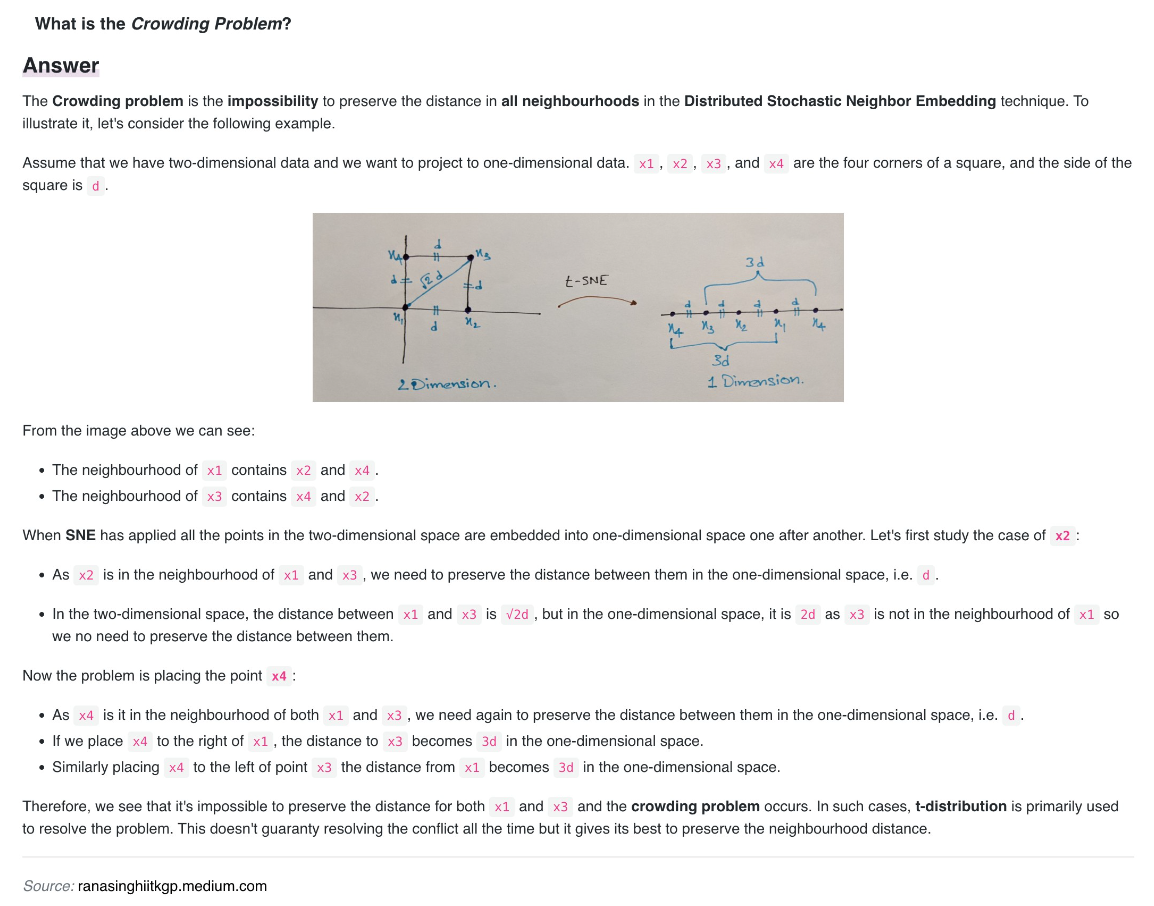 What is the Crowding Problem?
Answer
The Crowding problem is the impossibility to preserve the distance in all neighbourhoods in the Distributed Stochastic Neighbor Embedding technique. To
illustrate it, let's consider the following example.
Assume that we have two-dimensional data and we want to project to one-dimensional data. x1 , x2 , x3 , and x4 are the four corners of a square, and the side of the
square is d .
x4 d x3
d √2d d
x1 d x2
2 Dimension.
t-SNE
3d
d d d d
x4 x3 x2 x1 x4
3d
1 Dimension.
From the image above we can see:
• The neighbourhood of x1 contains x2 and x4 .
• The neighbourhood of x3 contains x4 and x2 .
When SNE has applied all the points in the two-dimensional space are embedded into one-dimensional space one after another. Let's first study the case of x2 :
• As x2 is in the neighbourhood of x1 and x3 , we need to preserve the distance between them in the one-dimensional space, i.e. d .
• In the two-dimensional space, the distance between x1 and x3 is √2d , but in the one-dimensional space, it is 2d as x3 is not in the neighbourhood of x1 so
we no need to preserve the distance between them.
Now the problem is placing the point x4 :
• As x4 is it in the neighbourhood of both x1 and x3 , we need again to preserve the distance between them in the one-dimensional space, i.e. d .
• If we place x4 to the right of x1 , the distance to x3 becomes 3d in the one-dimensional space.
• Similarly placing x4 to the left of point x3 the distance from x1 becomes 3d in the one-dimensional space.
Therefore, we see that it's impossible to preserve the distance for both x1 and x3 and the crowding problem occurs. In such cases, t-distribution is primarily used
to resolve the problem. This doesn't guaranty resolving the conflict all the time but it gives its best to preserve the neighbourhood distance.
Source: ranasinghiitkgp.medium.com